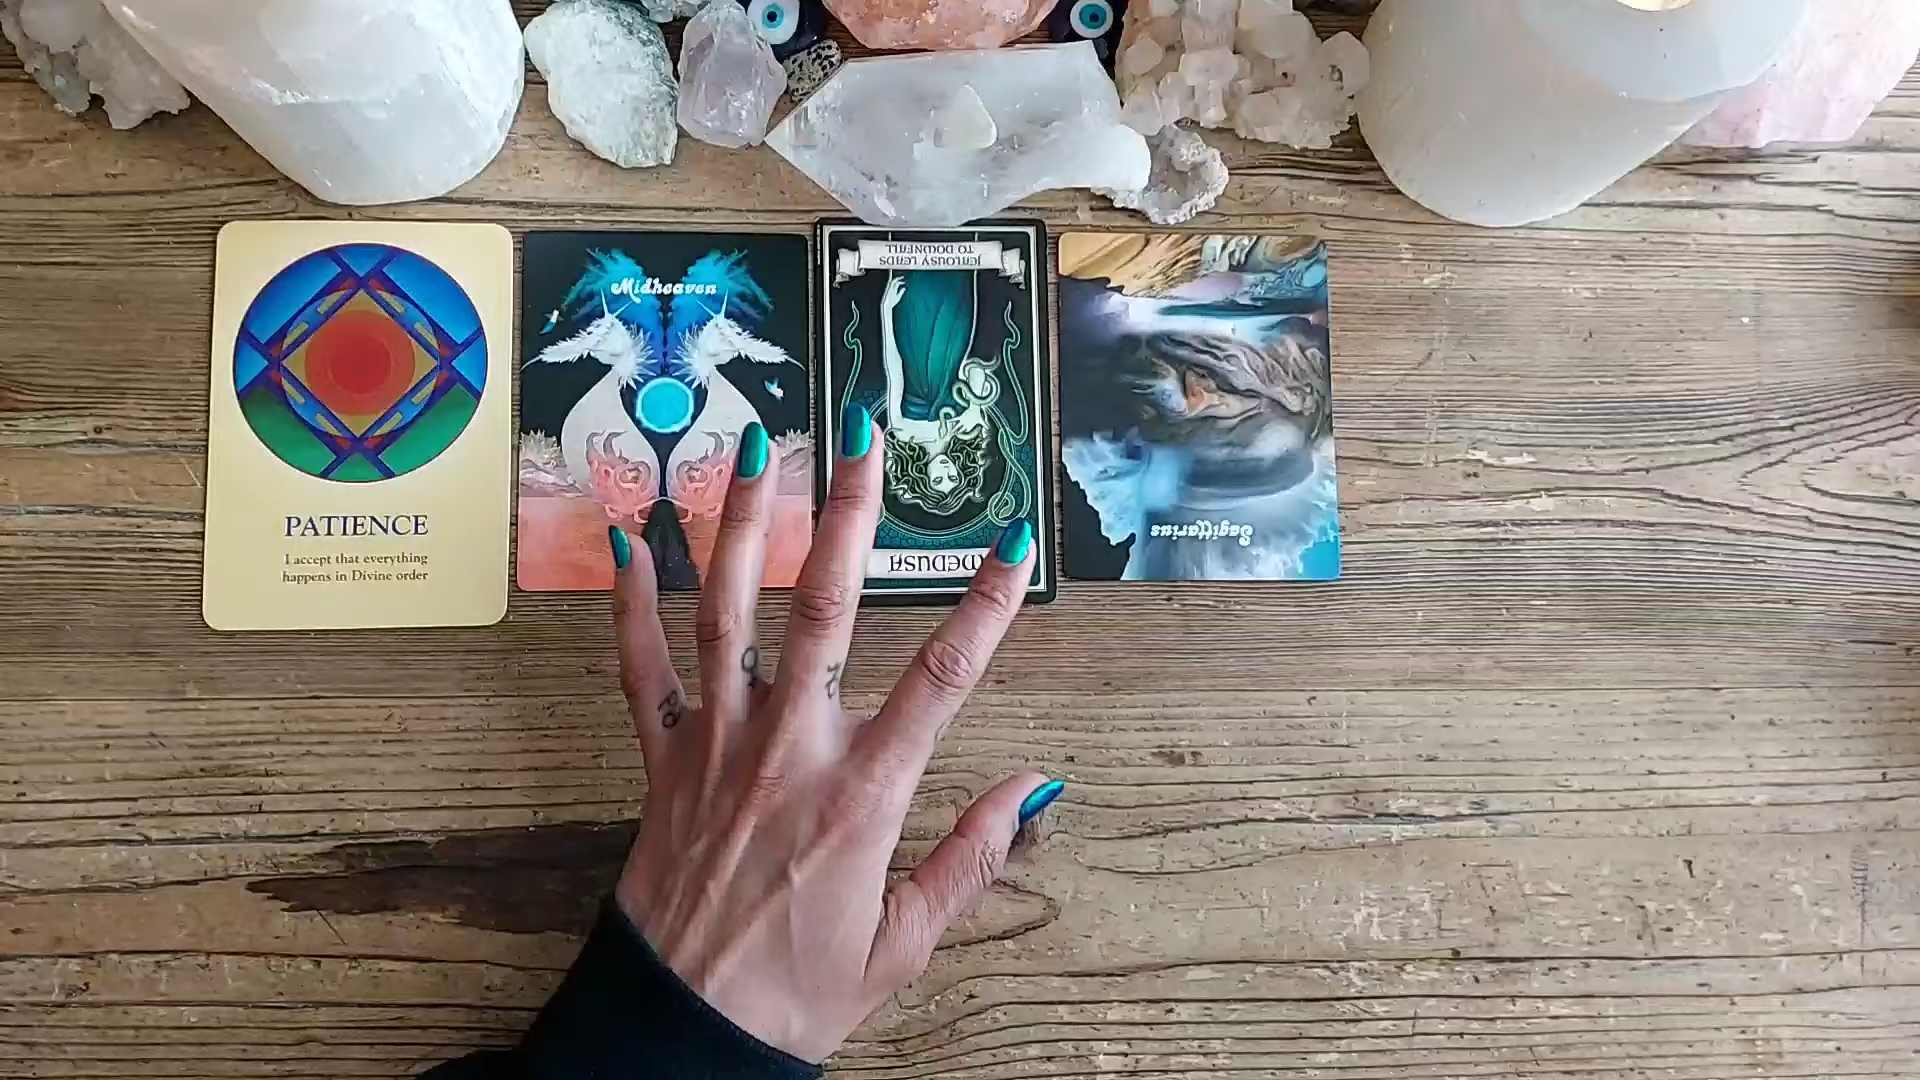 PATIENCE
I accept that everything
happens in Divine order
Midheaven
JEALOUSY LEADS
TO DOWNFALL
MEDUSA
Sagittarius